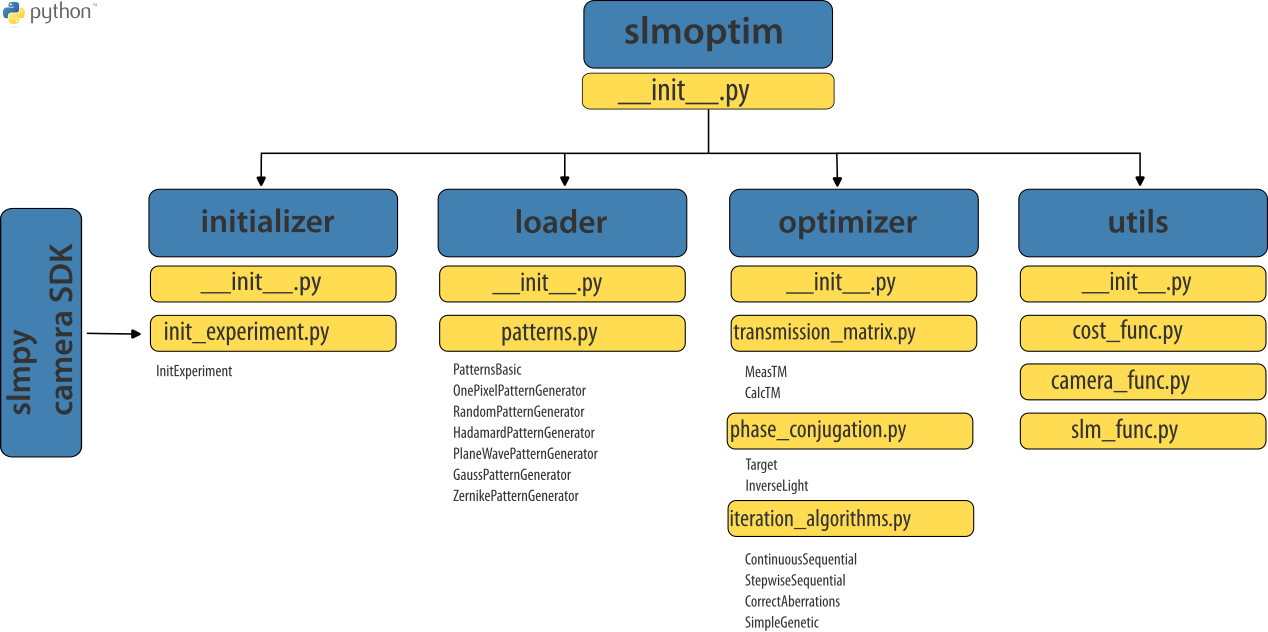 python™
slmoptim
__init__.py
slmpy
camera SDK
initializer
__init__.py
init_experiment.py
InitExperiment
loader
__init__.py
patterns.py
PatternsBasic
OnePixelPatternGenerator
RandomPatternGenerator
HadamardPatternGenerator
PlaneWavePatternGenerator
GaussPatternGenerator
ZernikePatternGenerator
optimizer
__init__.py
transmission_matrix.py
MeasTM
CalcTM
phase_conjugation.py
Target
InverseLight
iteration_algorithms.py
ContinuousSequential
StepwiseSequential
CorrectAberrations
SimpleGenetic
utils
__init__.py
cost_func.py
camera_func.py
slm_func.py